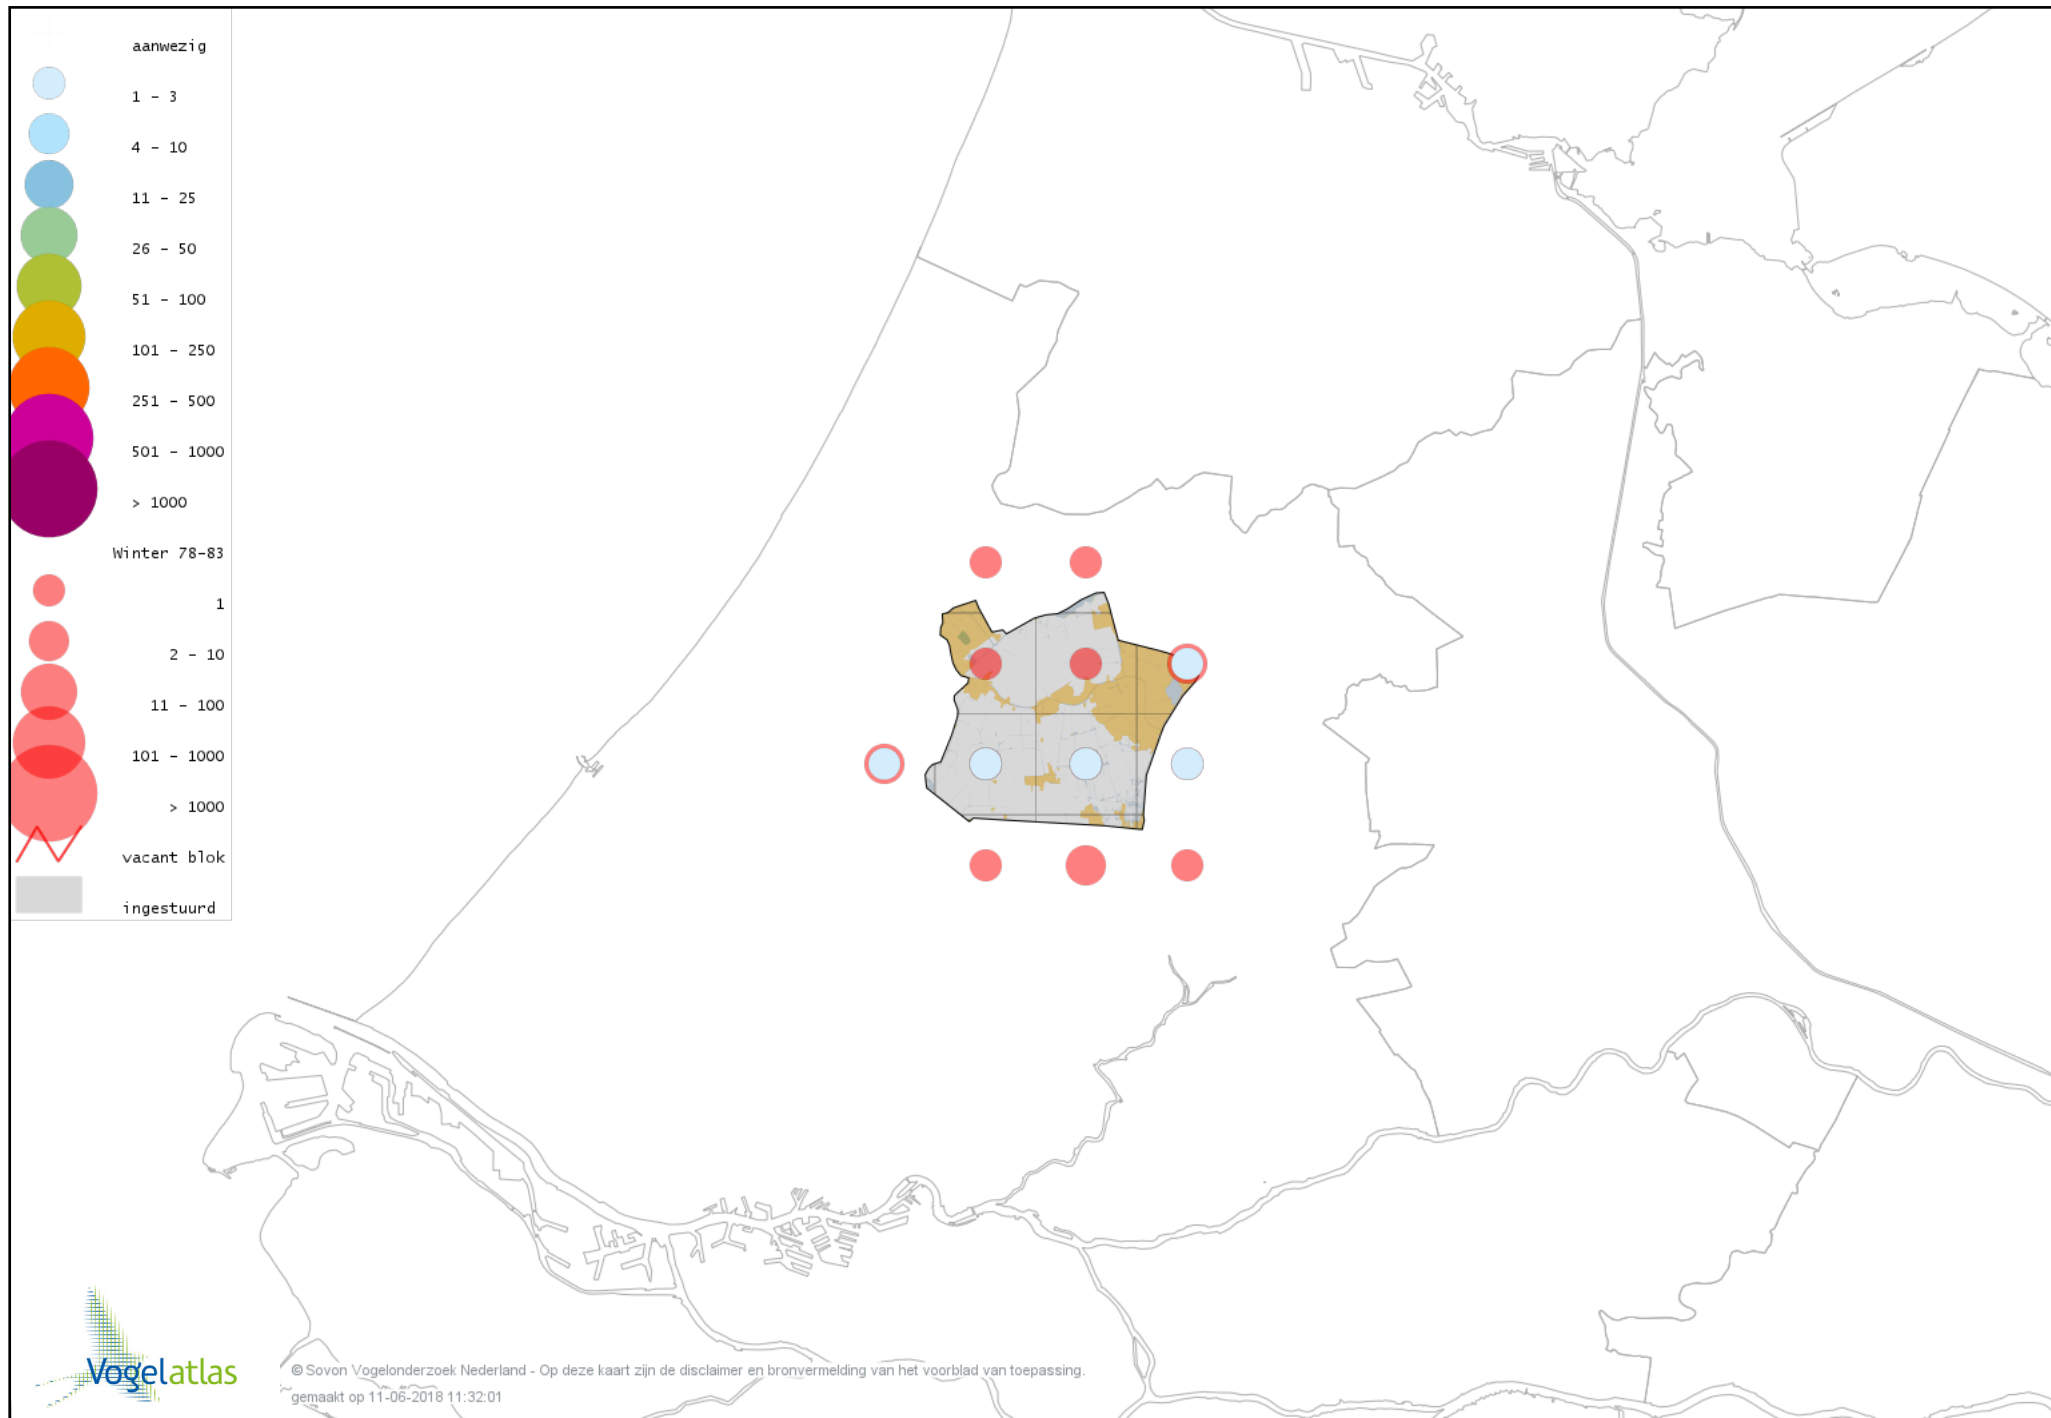 aanwezig
1 - 3
4 - 10
11 - 25
26 - 50
51 - 100
101 - 250
251 - 500
501 - 1000
> 1000
Winter 78-83
1
2 - 10
11 - 100
101 - 1000
> 1000
vacant blok
ingestuurd
Vogelatlas
© Sovon Vogelonderzoek Nederland - Op deze kaart zijn de disclaimer en bronvermelding van het voorblad van toepassing.
gemaakt op 11-06-2018 11:32:01